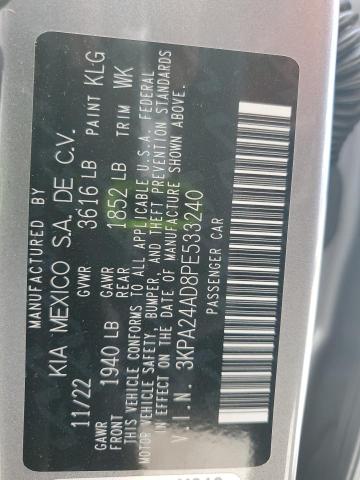 MANUFACTURED BY
KIA MEXICO S.A. DE C.V.
11/22 GVWR 3616 LB PAINT KLG
GAWR FRONT 1940 LB GAWR REAR 1852 LB TRIM WK
THIS VEHICLE CONFORMS TO ALL APPLICABLE U.S.A. FEDERAL
MOTOR VEHICLE SAFETY, BUMPER, AND THEFT PREVENTION STANDARDS
IN EFFECT ON THE DATE OF MANUFACTURE SHOWN ABOVE.
V.I.N. 3KPA24AD8PE533240
PASSENGER CAR